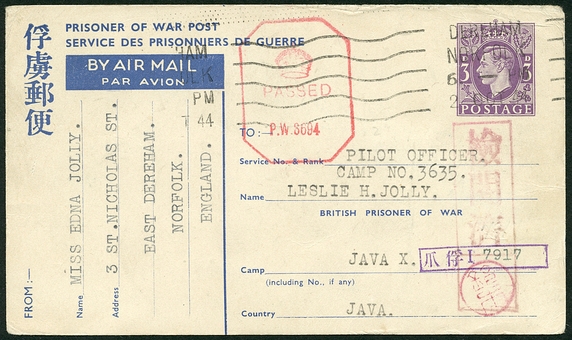 俘虜郵便
PRISONER OF WAR POST
SERVICE DES PRISONNIERS DE GUERRE
BY AIR MAIL
PAR AVION
PM
44
PASSED
P.W. 3694
DEREHAM
POSTAGE
3
D
FROM:—
Name MISS EDNA JOLLY.
Address 3 ST.NICHOLAS ST.
EAST DEREHAM.
NORFOLK.
ENGLAND.
TO:—
Service No. & Rank PILOT OFFICER.
CAMP NO.3635.
Name LESLIE H.JOLLY.
BRITISH PRISONER OF WAR
Camp JAVA X.
爪俘I 7917
(including No., if any)
Country JAVA.